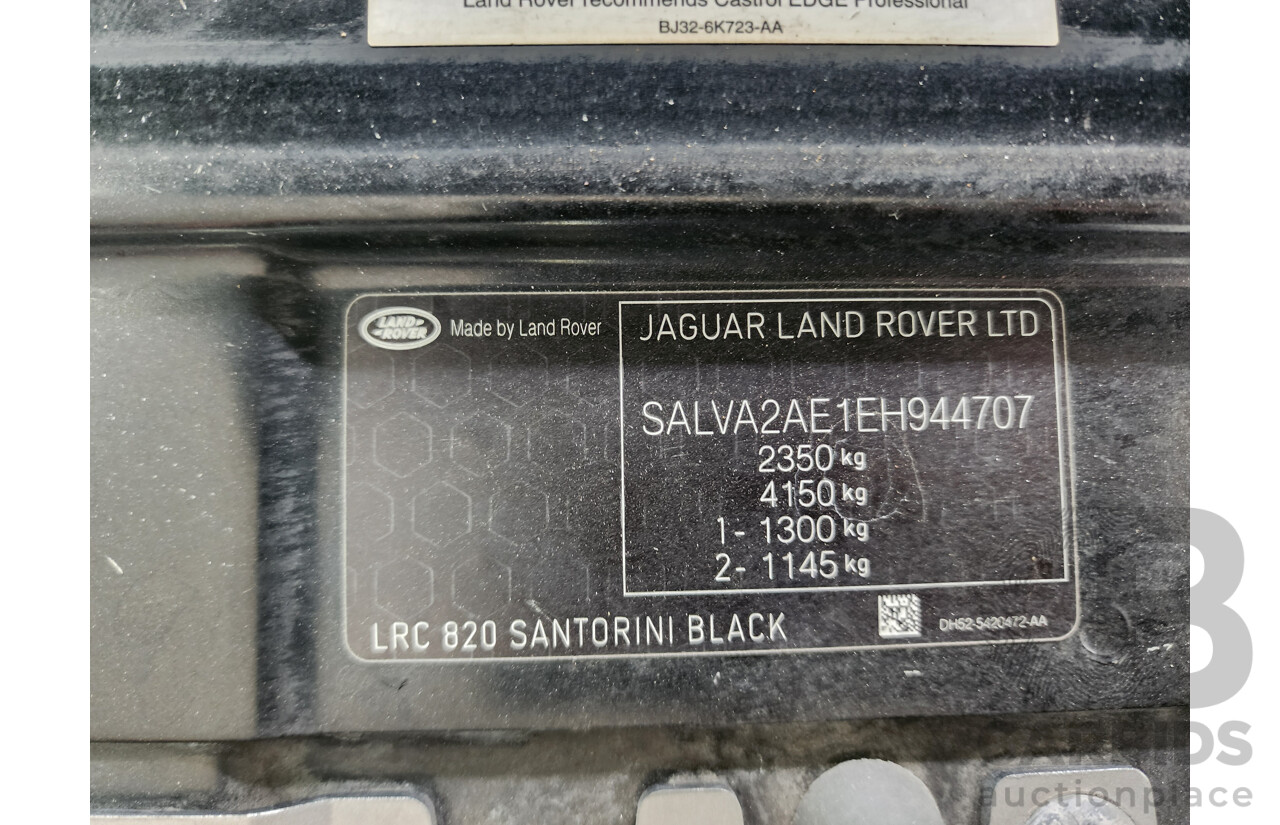 Land Rover recommends Castrol EDGE Professional
BJ32-6K723-AA
LAND
ROVER
Made by Land Rover
JAGUAR LAND ROVER LTD
SALVA2AE1EH944707
2350 kg
4150 kg
1- 1300 kg
2- 1145 kg
LRC 820 SANTORINI BLACK
DH52-5420472-AA
auctionplace